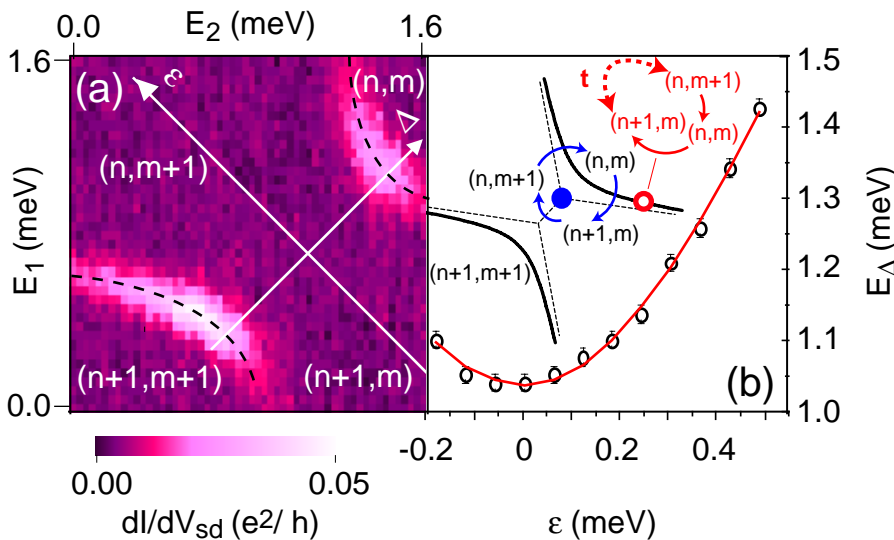 0.0 E2 (meV) 1.6
1.6
(a)
ε
(n,m)
Δ
(n,m+1)
E1 (meV)
(n+1,m+1)
(n+1,m)
0.0
0.00 0.05
dI/dVsd (e2/ h)
t
(n,m+1)
(n+1,m)
(n,m)
(n,m)
(n,m+1)
(n+1,m)
(n+1,m+1)
(b)
1.5
1.4
1.3
1.2
1.1
1.0
EΔ (meV)
-0.2 0 0.2 0.4
ε (meV)